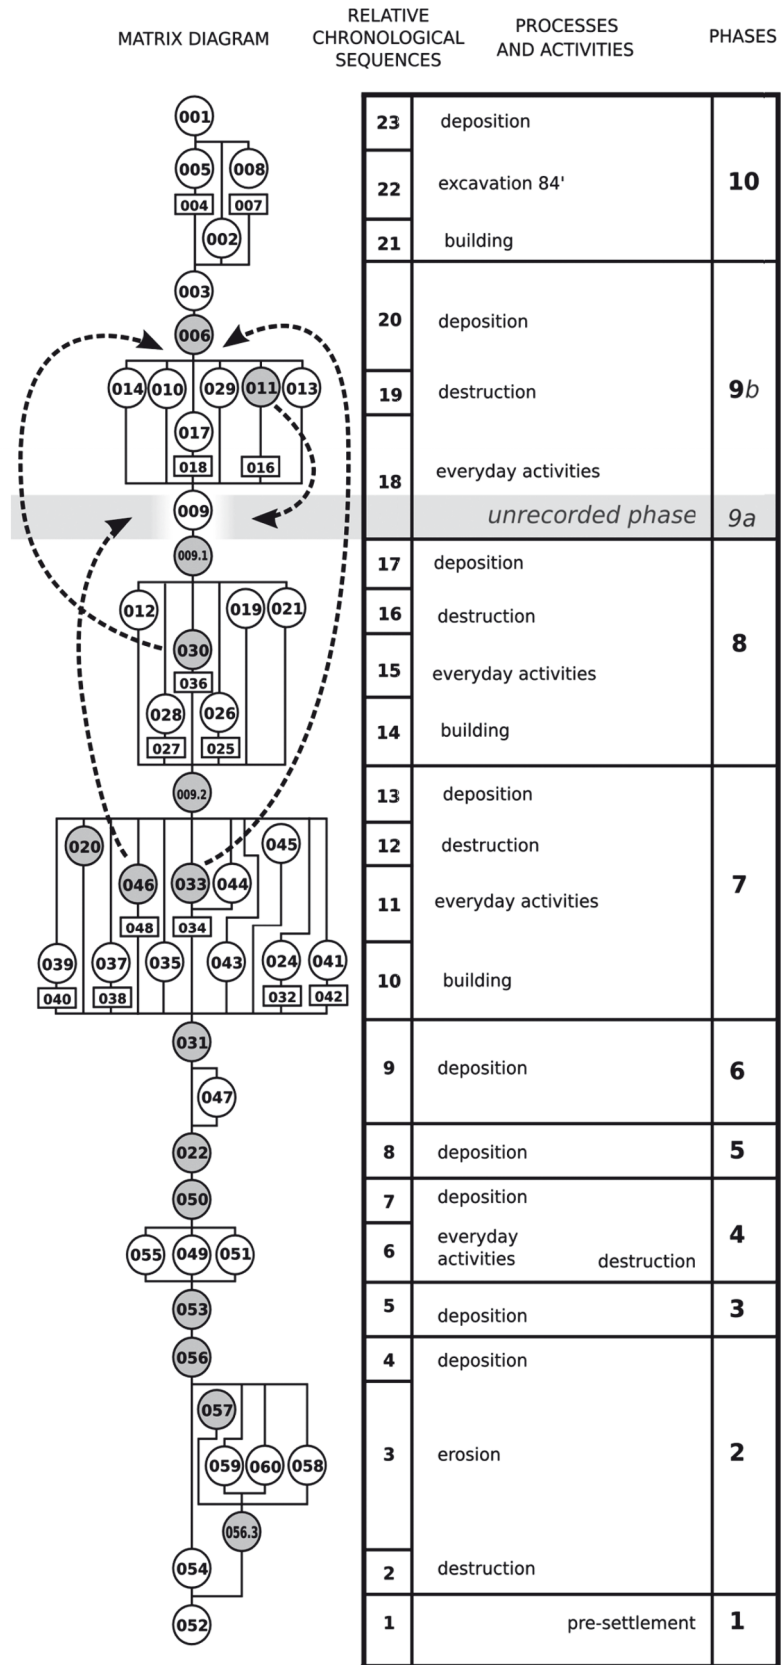 MATRIX DIAGRAM
RELATIVE
CHRONOLOGICAL
SEQUENCES
PROCESSES
AND ACTIVITIES
PHASES
001
23 deposition
005 008
004 007
22 excavation 84'
10
002
21 building
003
006
20 deposition
014 010 029 011 013
19 destruction
9b
017
018 016
18 everyday activities
009
unrecorded phase 9a
009.1
17 deposition
012 019 021
16 destruction
030
036
15 everyday activities
8
028 026
027 025
14 building
009.2
13 deposition
020 045
12 destruction
046 033 044
048 034
11 everyday activities
7
039 037 035 043 024 041
040 038 032 042
10 building
031
9 deposition 6
047
022
8 deposition 5
050
7 deposition
4
055 049 051
6 everyday
activities destruction
053
5 deposition 3
056
4 deposition
057
059 060 058
3 erosion 2
056.3
054
2 destruction
052
1 pre-settlement 1